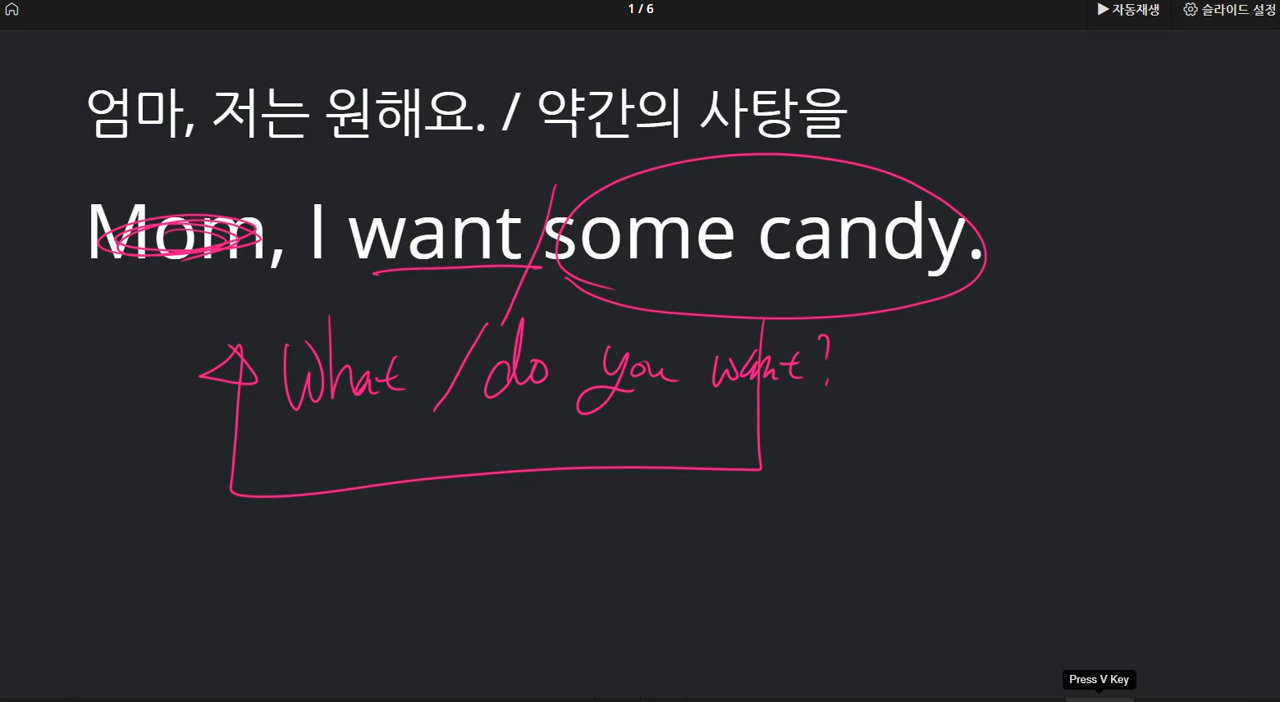 1 / 6
자동재생
슬라이드 설정
엄마, 저는 원해요. / 약간의 사탕을
Mom, I want some candy.
What / do you want?
Press V Key